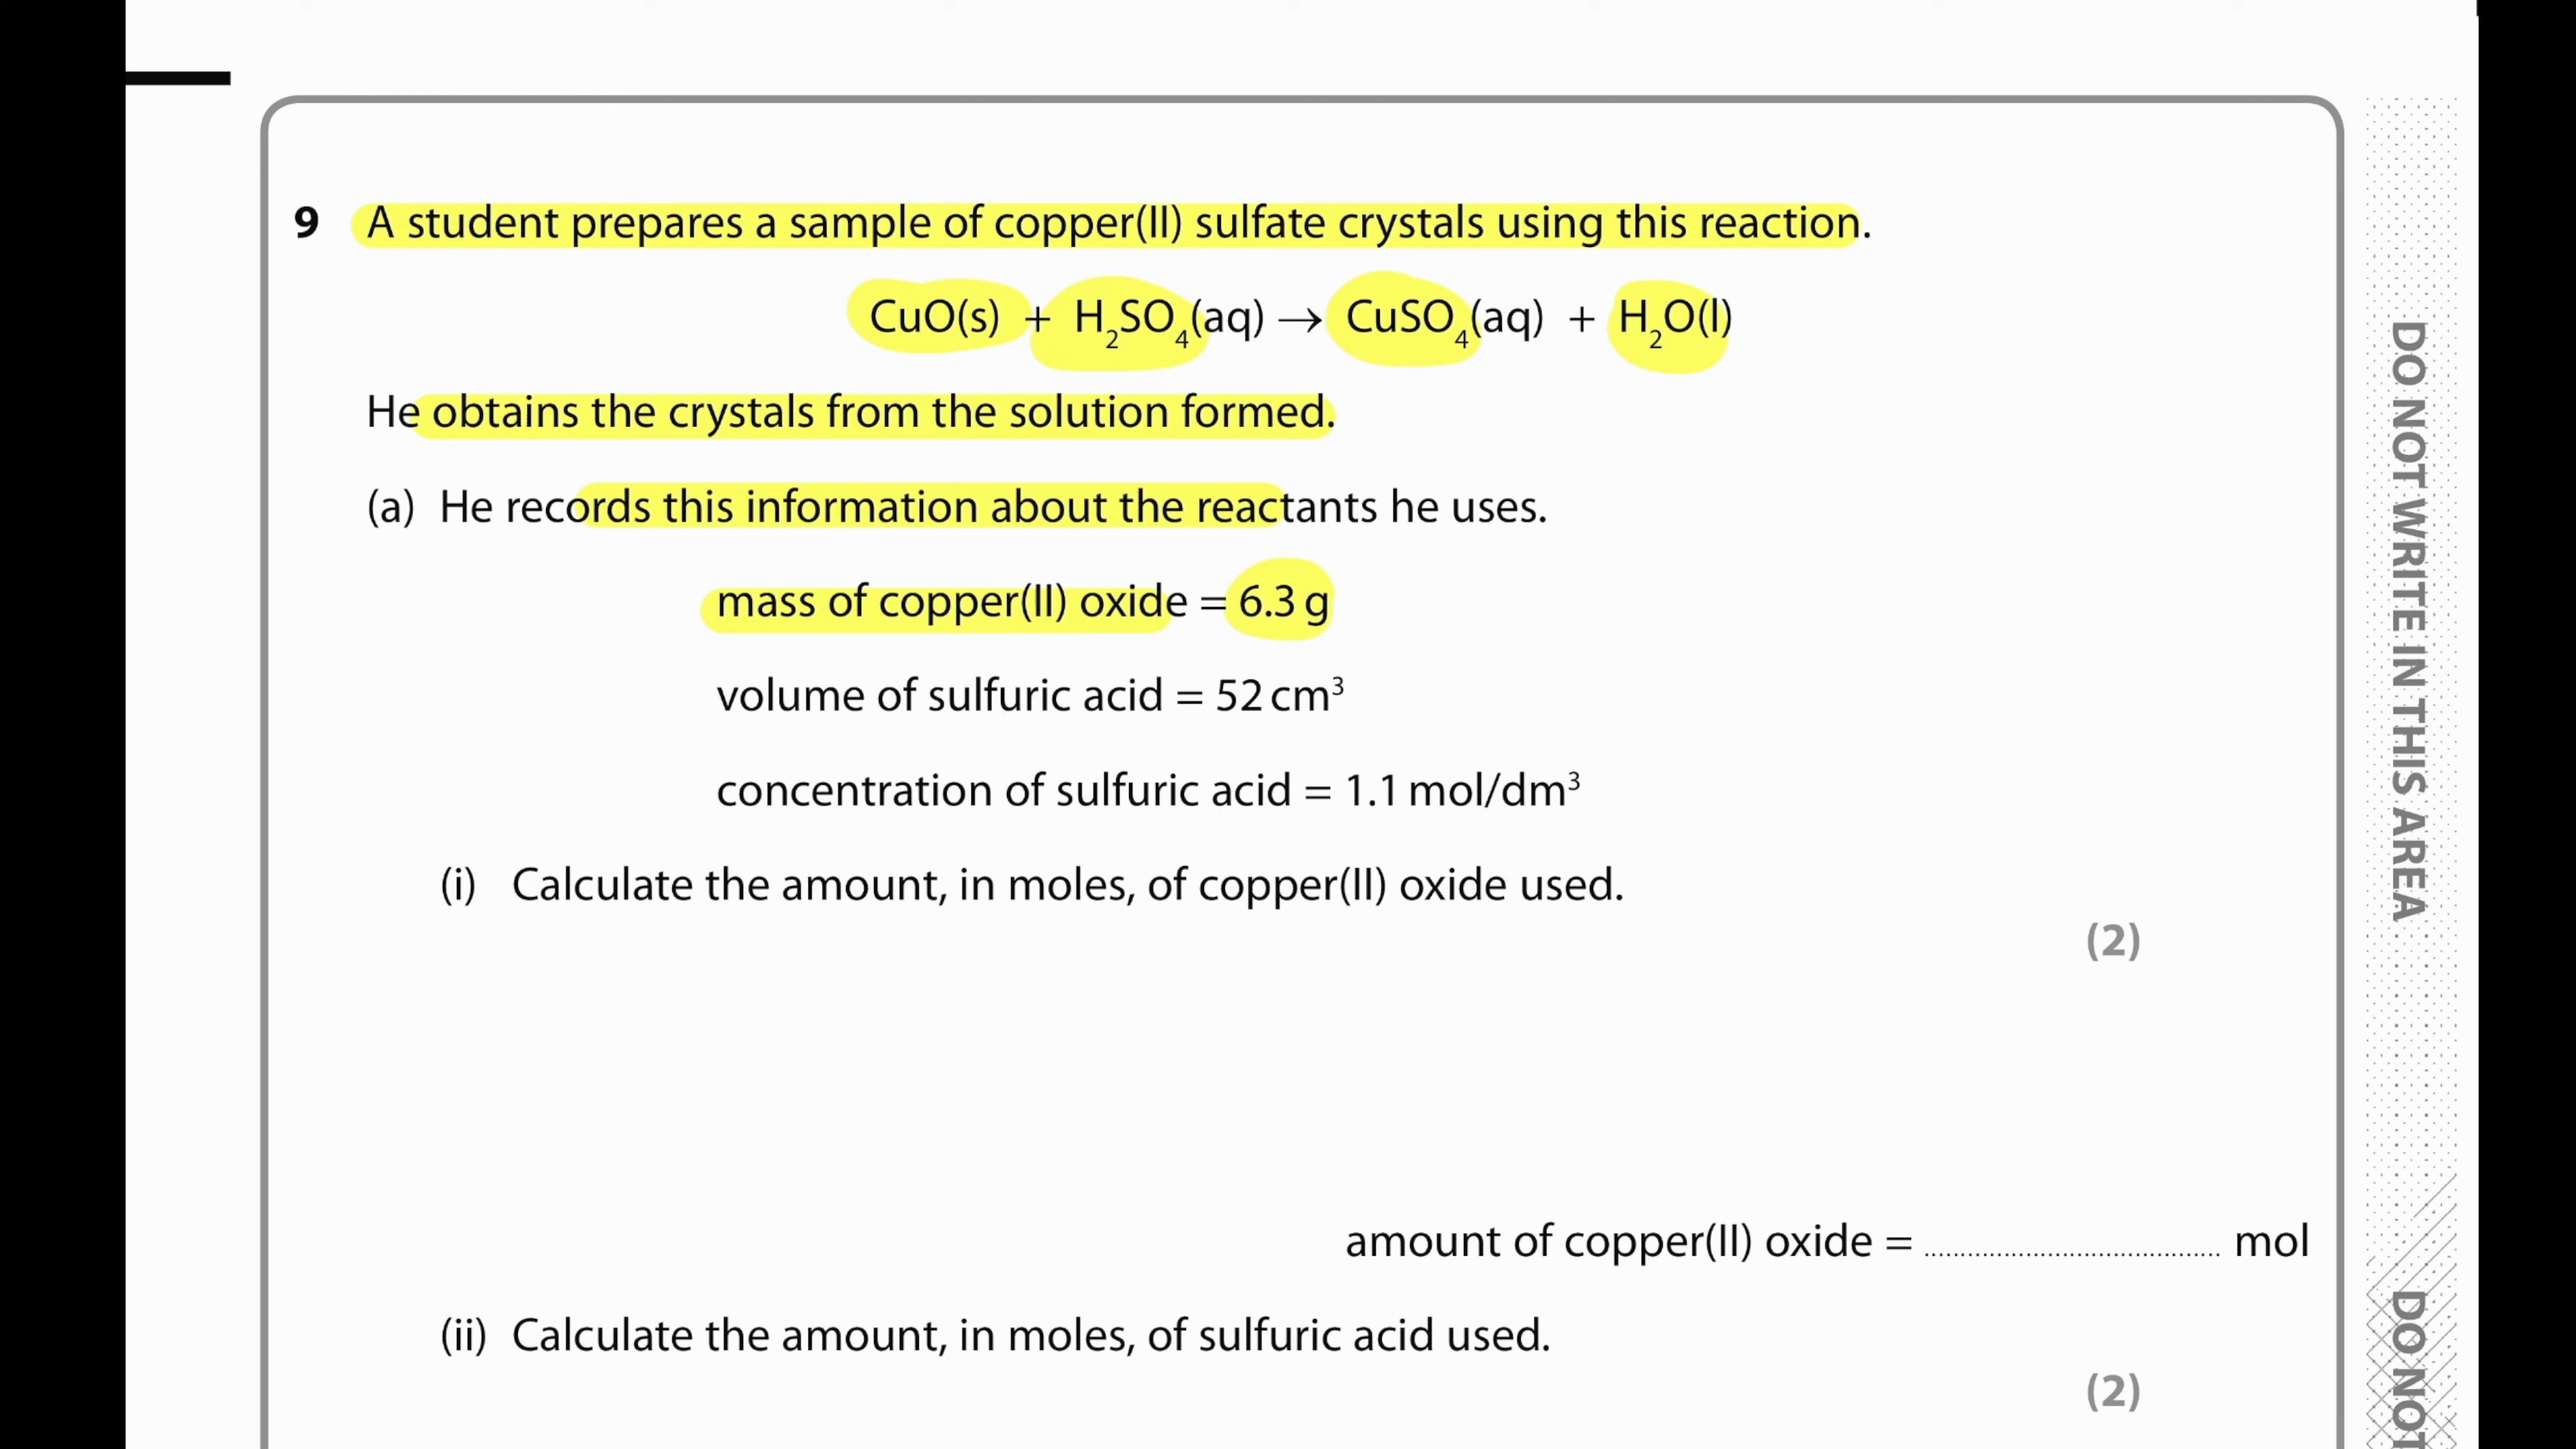 9 A student prepares a sample of copper(II) sulfate crystals using this reaction.
CuO(s) + H₂SO₄(aq) → CuSO₄(aq) + H₂O(l)
He obtains the crystals from the solution formed.
(a) He records this information about the reactants he uses.
mass of copper(II) oxide = 6.3 g
volume of sulfuric acid = 52 cm³
concentration of sulfuric acid = 1.1 mol/dm³
(i) Calculate the amount, in moles, of copper(II) oxide used.
(2)
amount of copper(II) oxide = ........................................ mol
(ii) Calculate the amount, in moles, of sulfuric acid used.
(2)
DO NOT WRITE IN THIS AREA
DO NOT